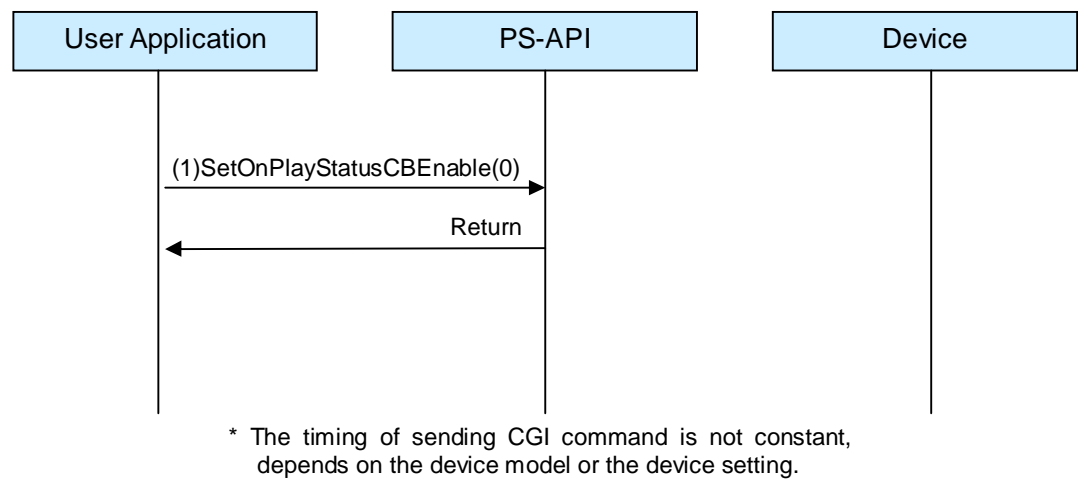 User Application
PS-API
Device
(1)SetOnPlayStatusCBEnable(0)
Return
* The timing of sending CGI command is not constant,
depends on the device model or the device setting.